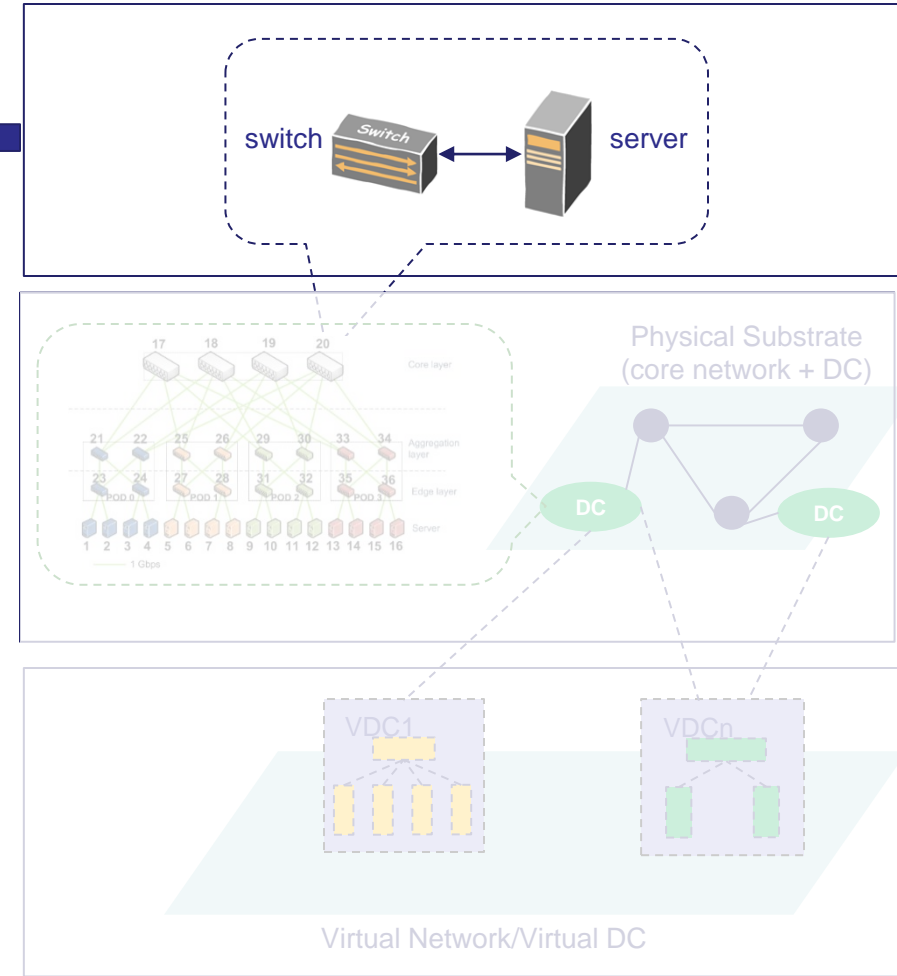 switch
Switch
server
Physical Substrate
(core network + DC)
17 18 19 20
Core layer
21 22 25 26 29 30 33 34
Aggregation
layer
23 24 27 28 31 32 35 36
POD 0 POD 1 POD 2 POD 3
Edge layer
Server
1 2 3 4 5 6 7 8 9 10 11 12 13 14 15 16
1 Gbps
DC
DC
VDC1
VDCn
Virtual Network/Virtual DC